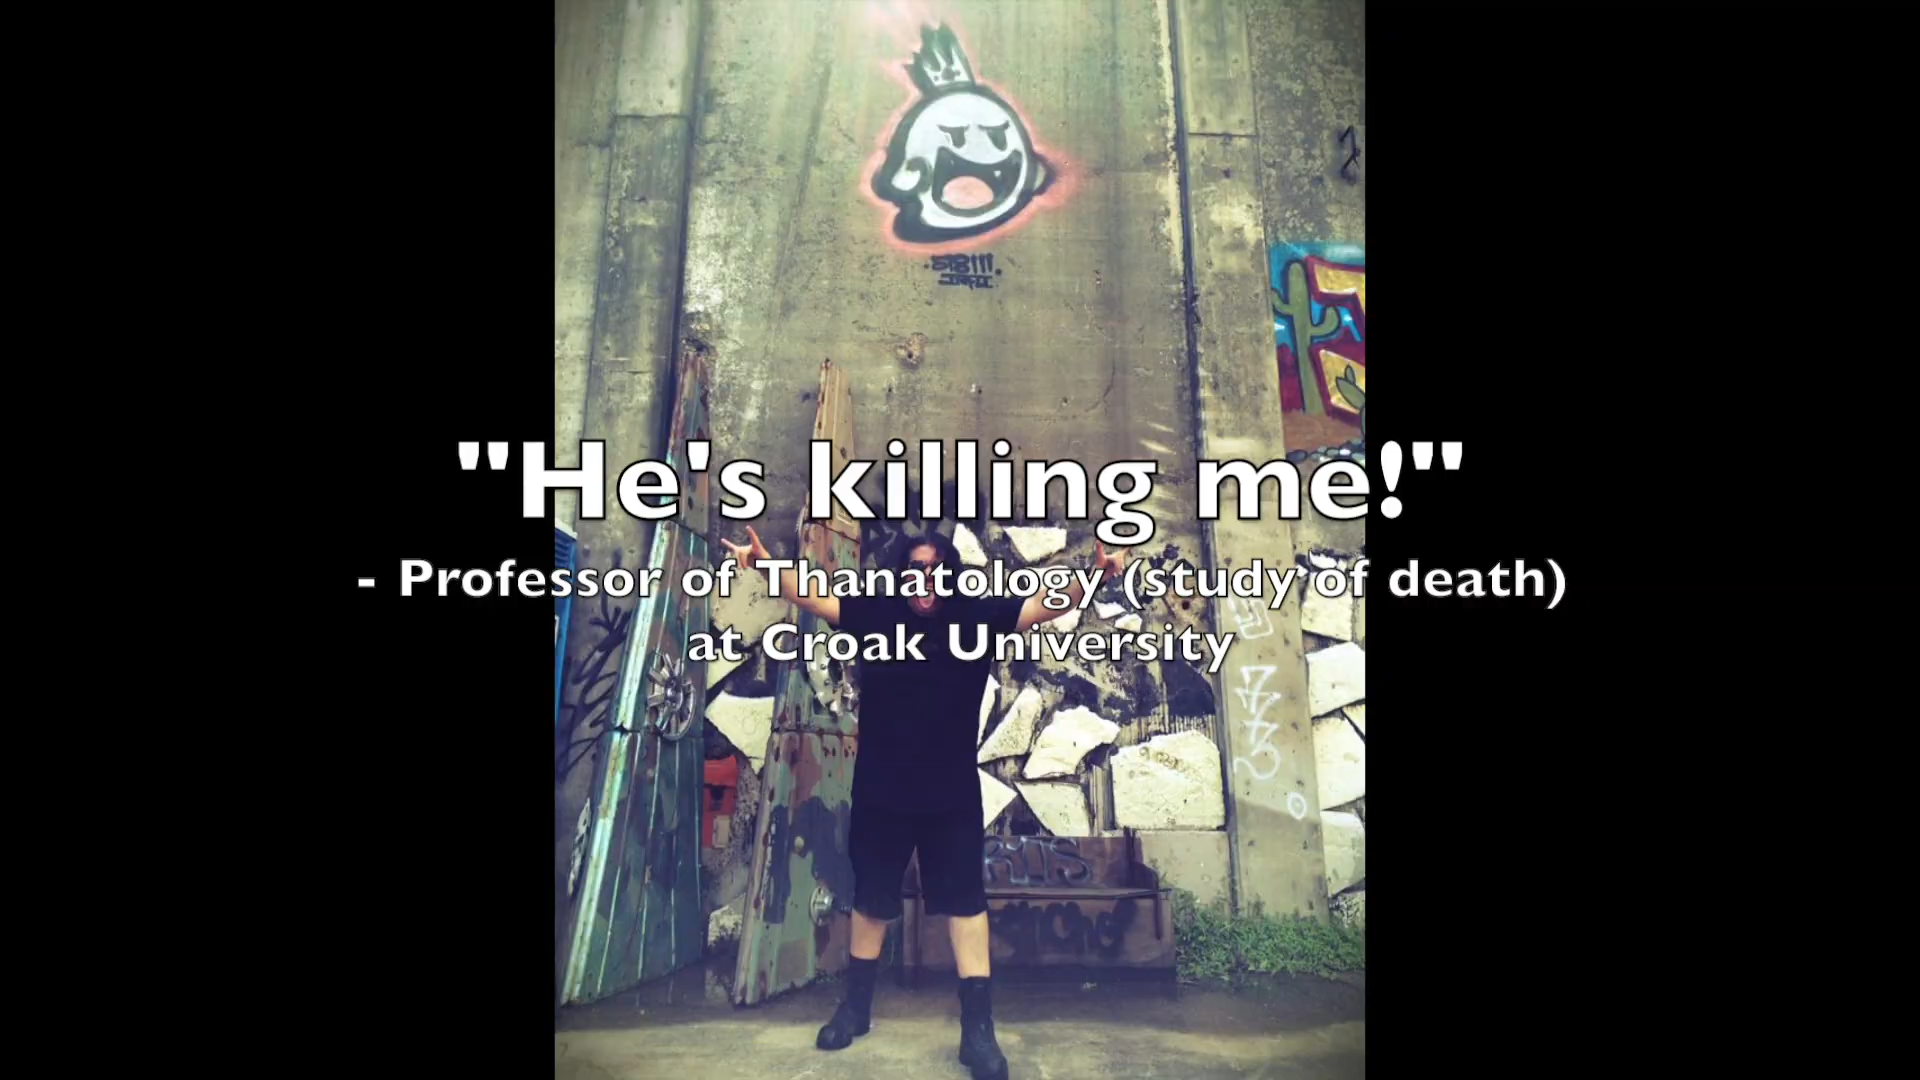 "He's killing me!"
- Professor of Thanatology (study of death)
at Croak University